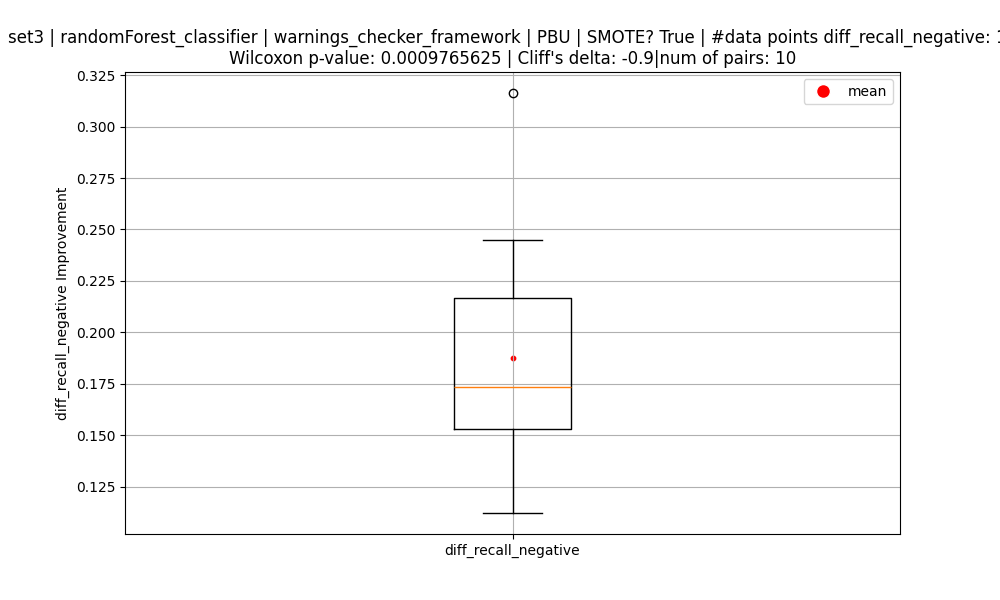 set3 | randomForest_classifier | warnings_checker_framework | PBU | SMOTE? True | #data points diff_recall_negative:
Wilcoxon p-value: 0.0009765625 | Cliff's delta: -0.9|num of pairs: 10
mean
0.325
0.300
0.275
0.250
0.225
0.200
0.175
0.150
0.125
diff_recall_negative Improvement
diff_recall_negative